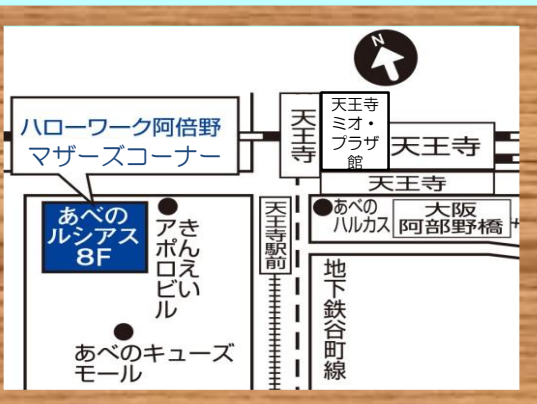 N
ハローワーク阿倍野
マザーズコーナー
天王寺
天王寺
ミオ・
プラザ
館
天王寺
天王寺
あべの
ルシアス
8F
きんえい
アポロビル
天王寺駅前
あべの
ハルカス
大阪
阿部野橋
地下鉄谷町線
あべのキューズ
モール